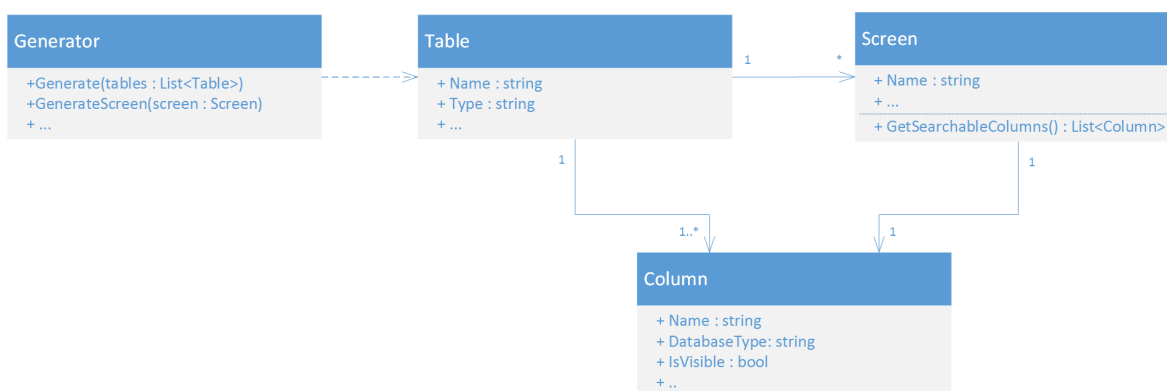 Generator
+Generate(tables : List<Table>)
+GenerateScreen(screen : Screen)
+ ...
Table
+ Name : string
+ Type : string
+ ...
1
*
Screen
+ Name : string
+ ...
+ GetSearchableColumns() : List<Column>
1
1
1..*
1
Column
+ Name : string
+ DatabaseType: string
+ IsVisible : bool
+ ..